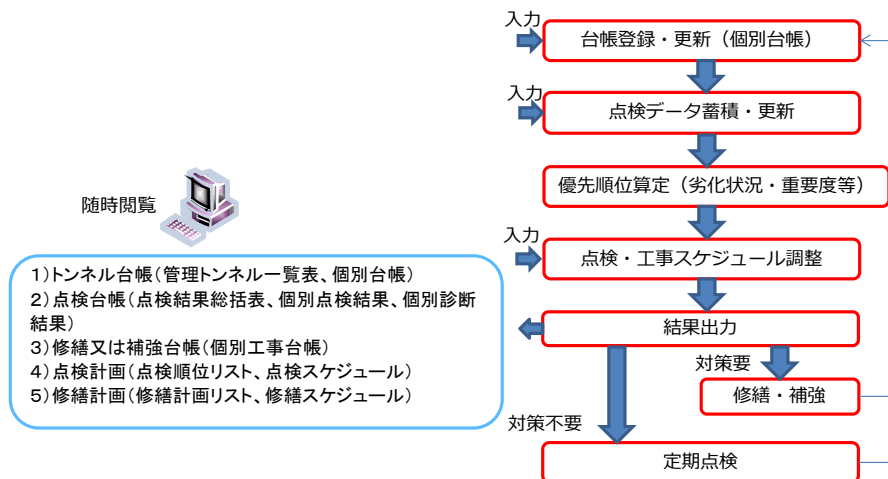 入力
台帳登録・更新（個別台帳）
入力
点検データ蓄積・更新
優先順位算定（劣化状況・重要度等）
入力
点検・工事スケジュール調整
結果出力
対策要
修繕・補強
対策不要
定期点検
随時閲覧
1)トンネル台帳(管理トンネル一覧表、個別台帳)
2)点検台帳(点検結果総括表、個別点検結果、個別診断
結果)
3)修繕又は補強台帳(個別工事台帳)
4)点検計画(点検順位リスト、点検スケジュール)
5)修繕計画(修繕計画リスト、修繕スケジュール)